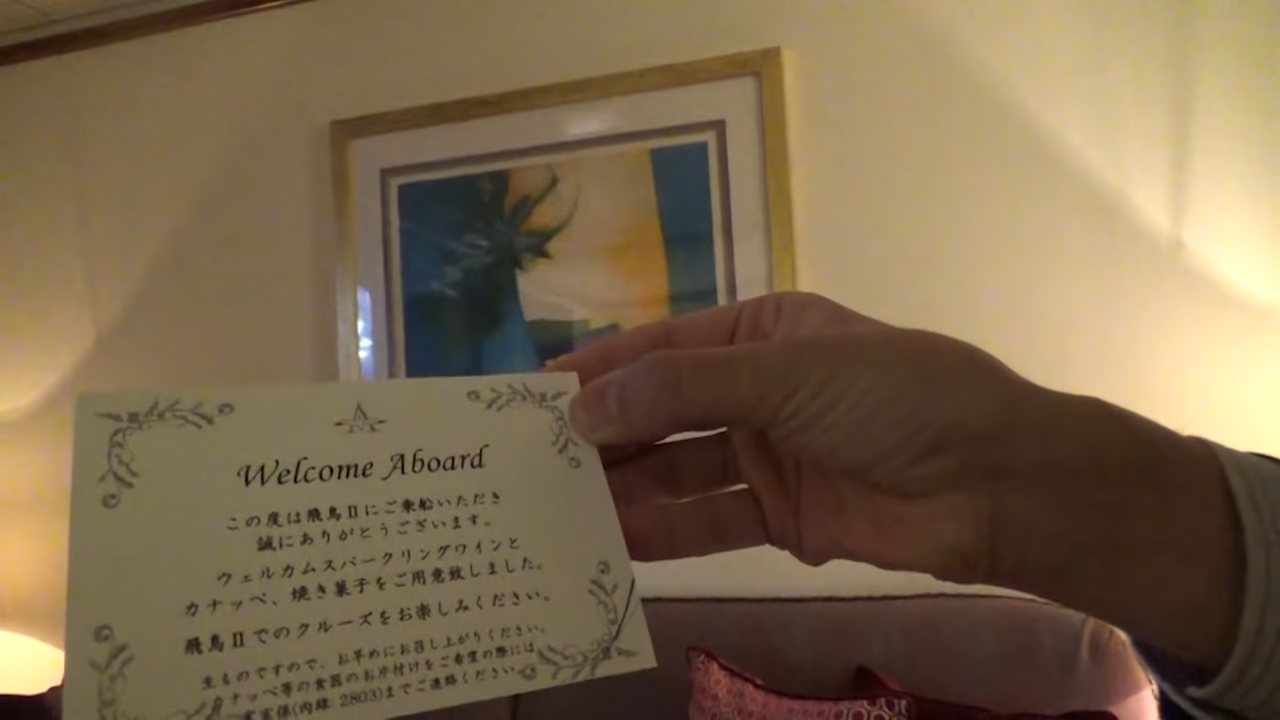 Welcome Aboard
この度は飛鳥Ⅱにご乗船いただき
誠にありがとうございます。
ウェルカムスパークリングワインと
カナッペ、焼き菓子をご用意致しました。
飛鳥Ⅱでのクルーズをお楽しみください。
生ものですので、お早めにお召し上がりください。
カナッペ等の食器のお片付けをご希望の際には
客室係(内線 2803)までご連絡ください